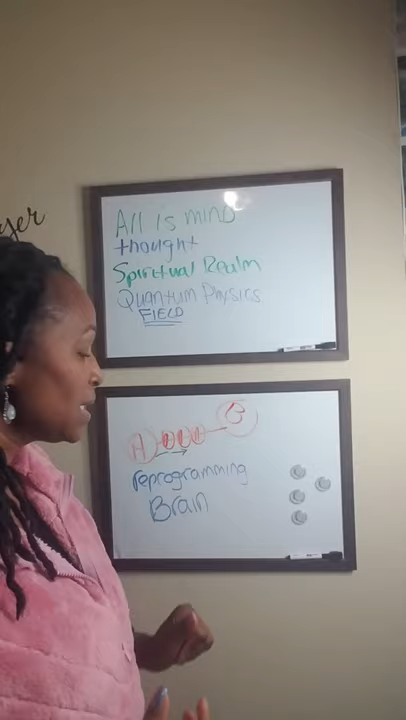 All is mind
thought
Spiritual Realm
Quantum Physics
FIELD
A B
reprogramming
Brain